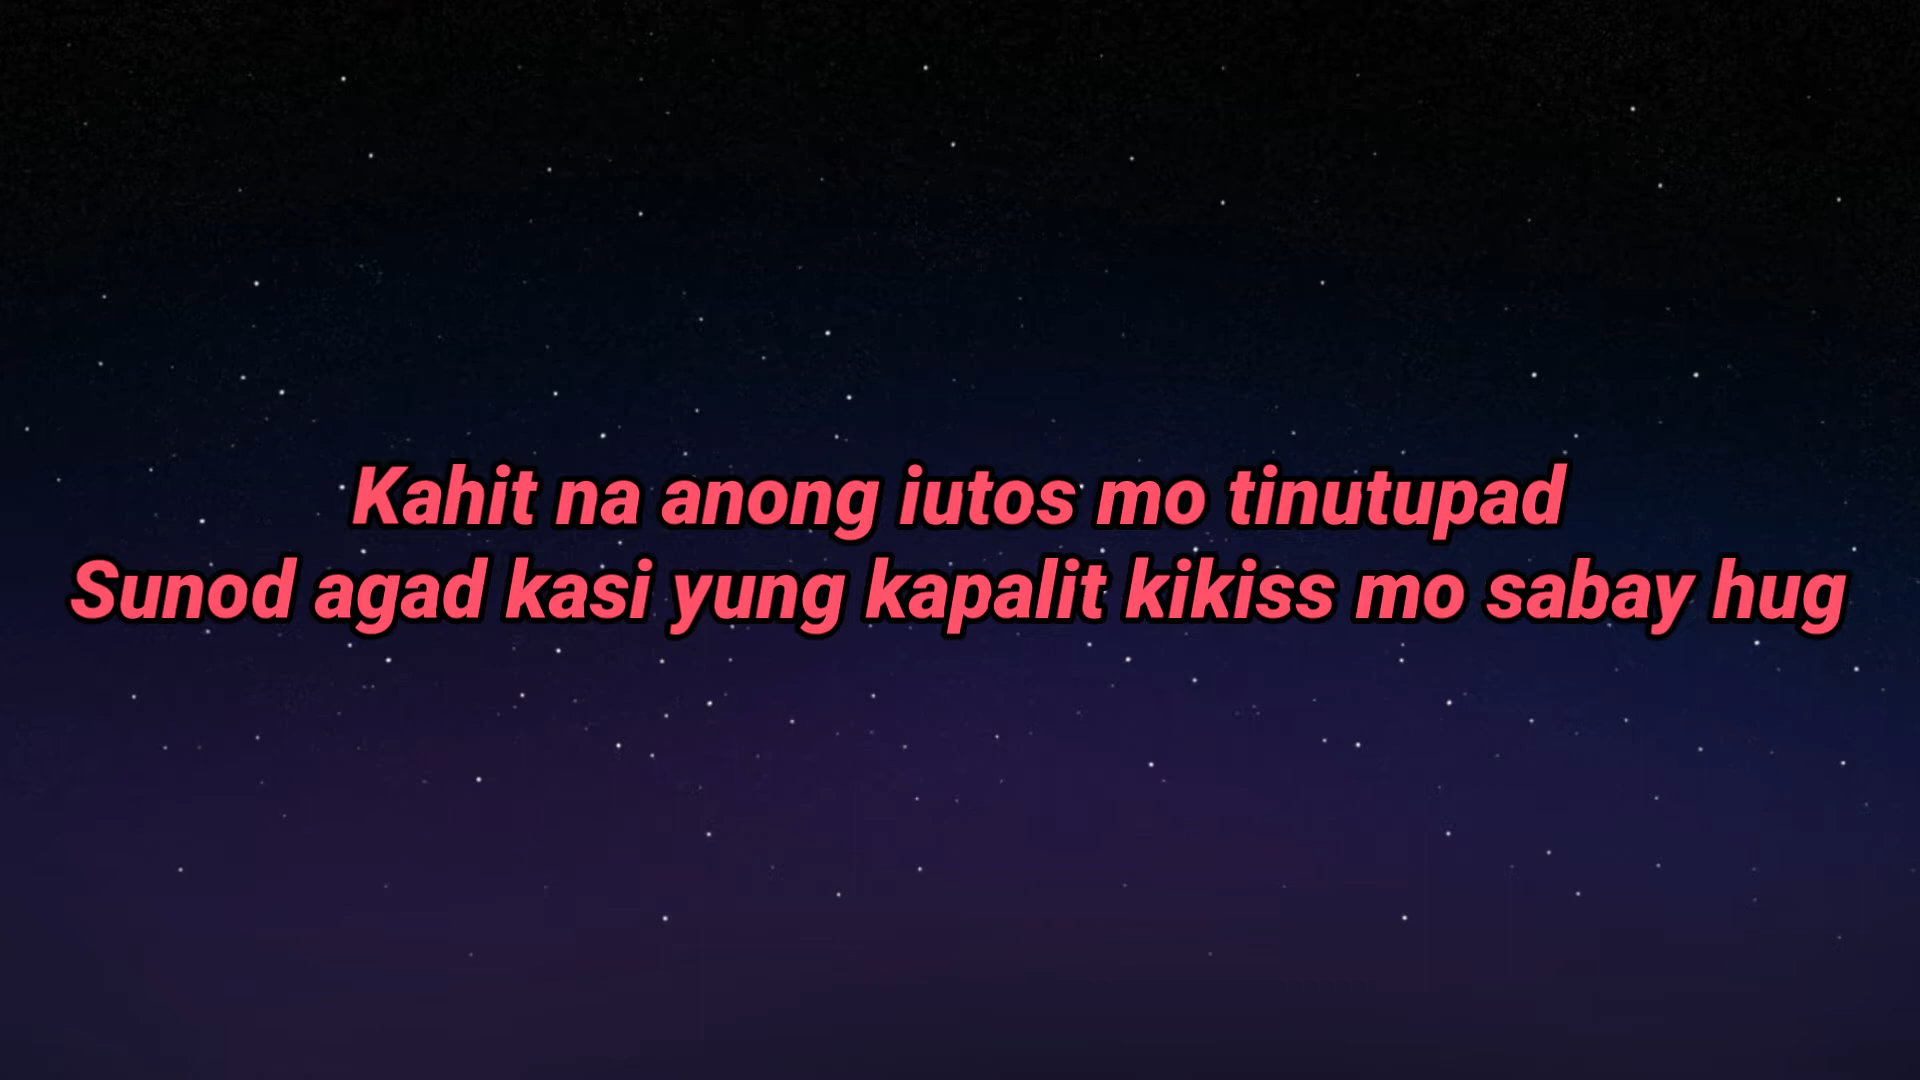 Kahit na anong iutos mo tinutupad
Sunod agad kasi yung kapalit kikiss mo sabay hug